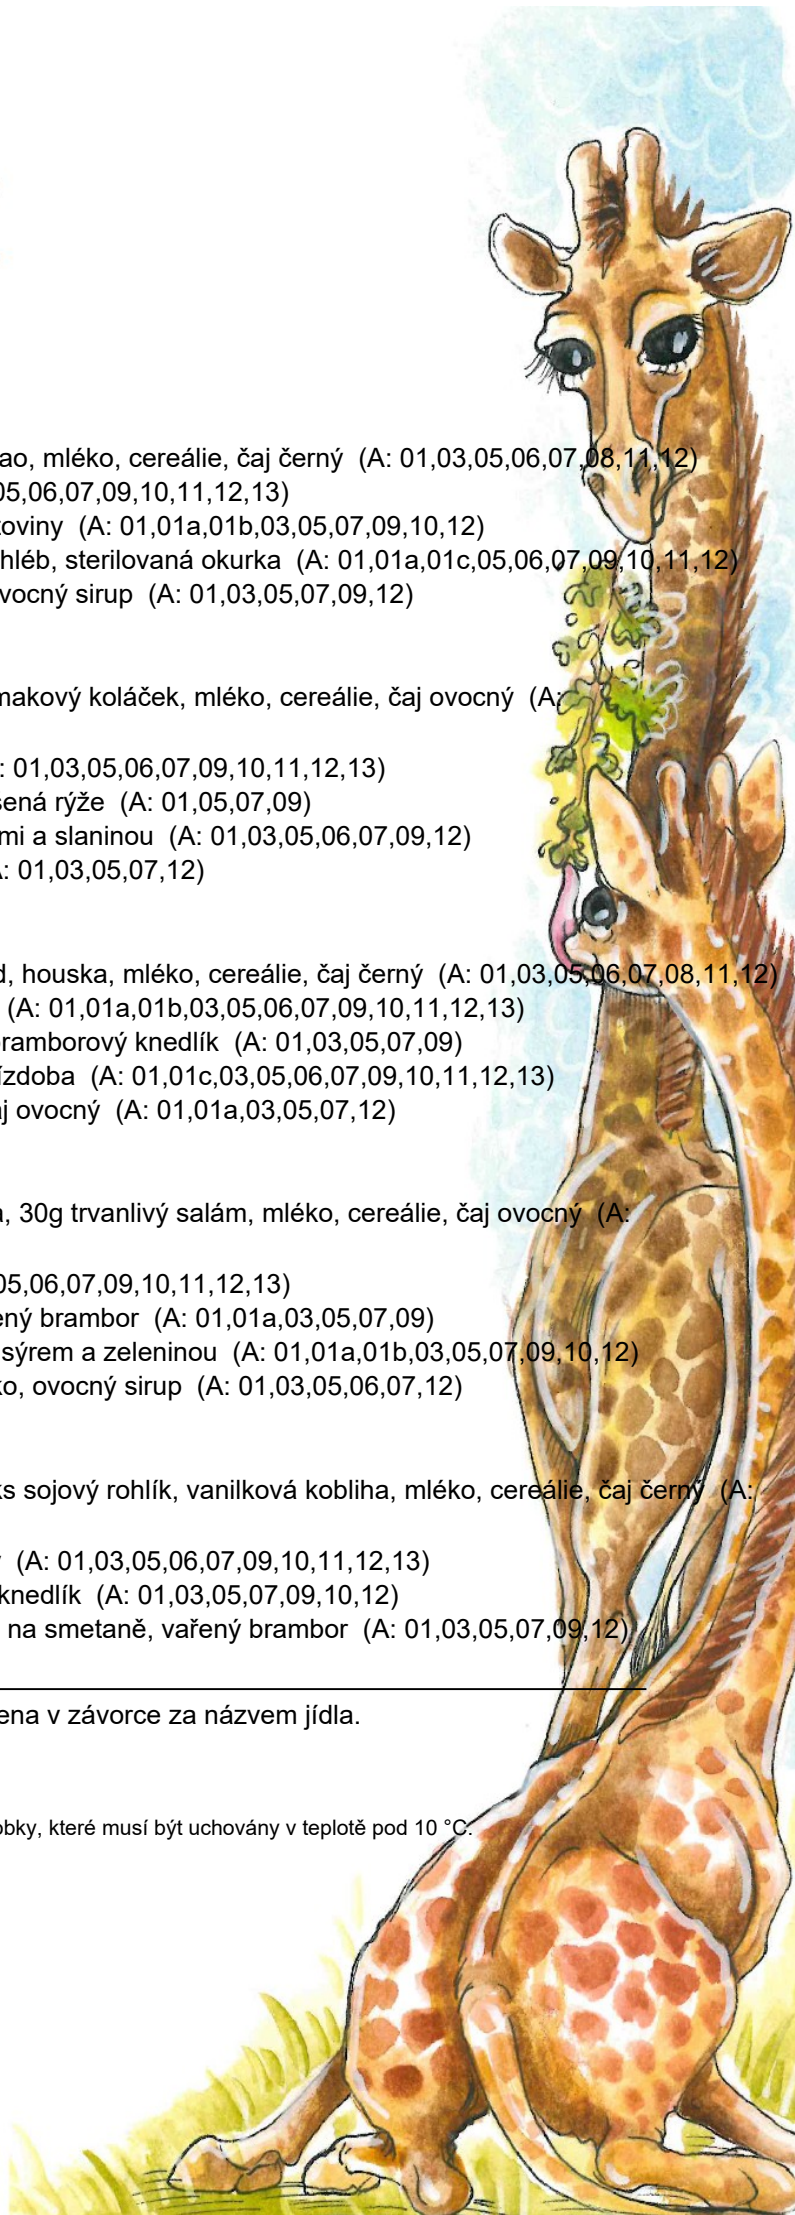 ao, mléko, cereálie, čaj černý (A: 01,03,05,06,07,08,11,12)
05,06,07,09,10,11,12,13)
toviny (A: 01,01a,01b,03,05,07,09,10,12)
hléb, sterilovaná okurka (A: 01,01a,01c,05,06,07,09,10,11,12)
vocný sirup (A: 01,03,05,07,09,12)
makový koláček, mléko, cereálie, čaj ovocný (A:
: 01,03,05,06,07,09,10,11,12,13)
sená rýže (A: 01,05,07,09)
mi a slaninou (A: 01,03,05,06,07,09,12)
A: 01,03,05,07,12)
d, houska, mléko, cereálie, čaj černý (A: 01,03,05,06,07,08,11,12)
(A: 01,01a,01b,03,05,06,07,09,10,11,12,13)
bramborový knedlík (A: 01,03,05,07,09)
ízdoba (A: 01,01c,03,05,06,07,09,10,11,12,13)
aj ovocný (A: 01,01a,03,05,07,12)
a, 30g trvanlivý salám, mléko, cereálie, čaj ovocný (A:
05,06,07,09,10,11,12,13)
ený brambor (A: 01,01a,03,05,07,09)
sýrem a zeleninou (A: 01,01a,01b,03,05,07,09,10,12)
ko, ovocný sirup (A: 01,03,05,06,07,12)
ks sojový rohlík, vanilková kobliha, mléko, cereálie, čaj černý (A:
y (A: 01,03,05,06,07,09,10,11,12,13)
knedlík (A: 01,03,05,07,09,10,12)
na smetaně, vařený brambor (A: 01,03,05,07,09,12)
ena v závorce za názvem jídla.
obky, které musí být uchovány v teplotě pod 10 °C.